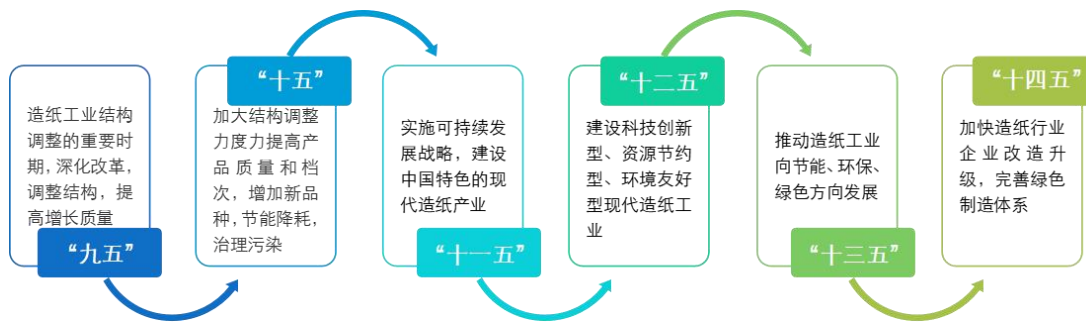 造纸工业结构
调整的重要时
期，深化改革，
调整结构，提
高增长质量
“九五”
“十五”
加大结构调整
力度力提高产
品质量和档
次，增加新品
种，节能降耗，
治理污染
实施可持续发
展战略，建设
中国特色的现
代造纸产业
“十一五”
“十二五”
建设科技创新
型、资源节约
型、环境友好
型现代造纸工
业
推动造纸工业
向节能、环保、
绿色方向发展
“十三五”
“十四五”
加快造纸行业
企业改造升
级，完善绿色
制造体系